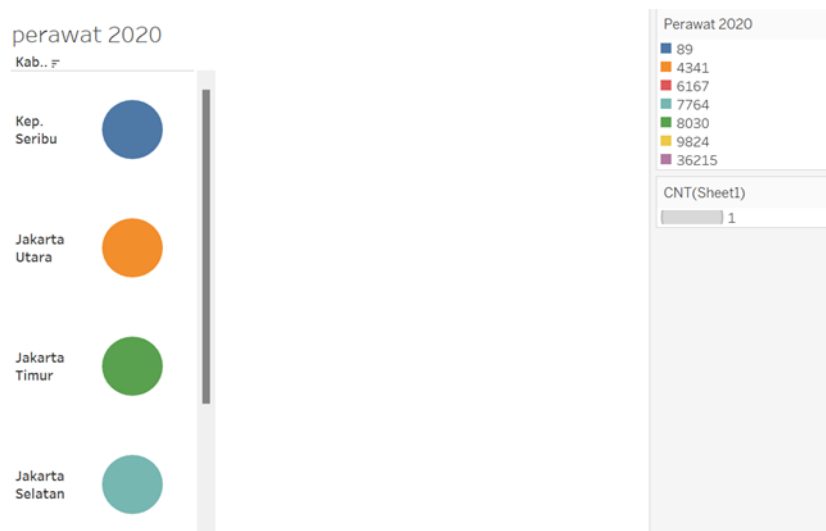 perawat 2020
Kab..
Kep.
Seribu
Jakarta
Utara
Jakarta
Timur
Jakarta
Selatan
Perawat 2020
89
4341
6167
7764
8030
9824
36215
CNT(Sheet1)
1